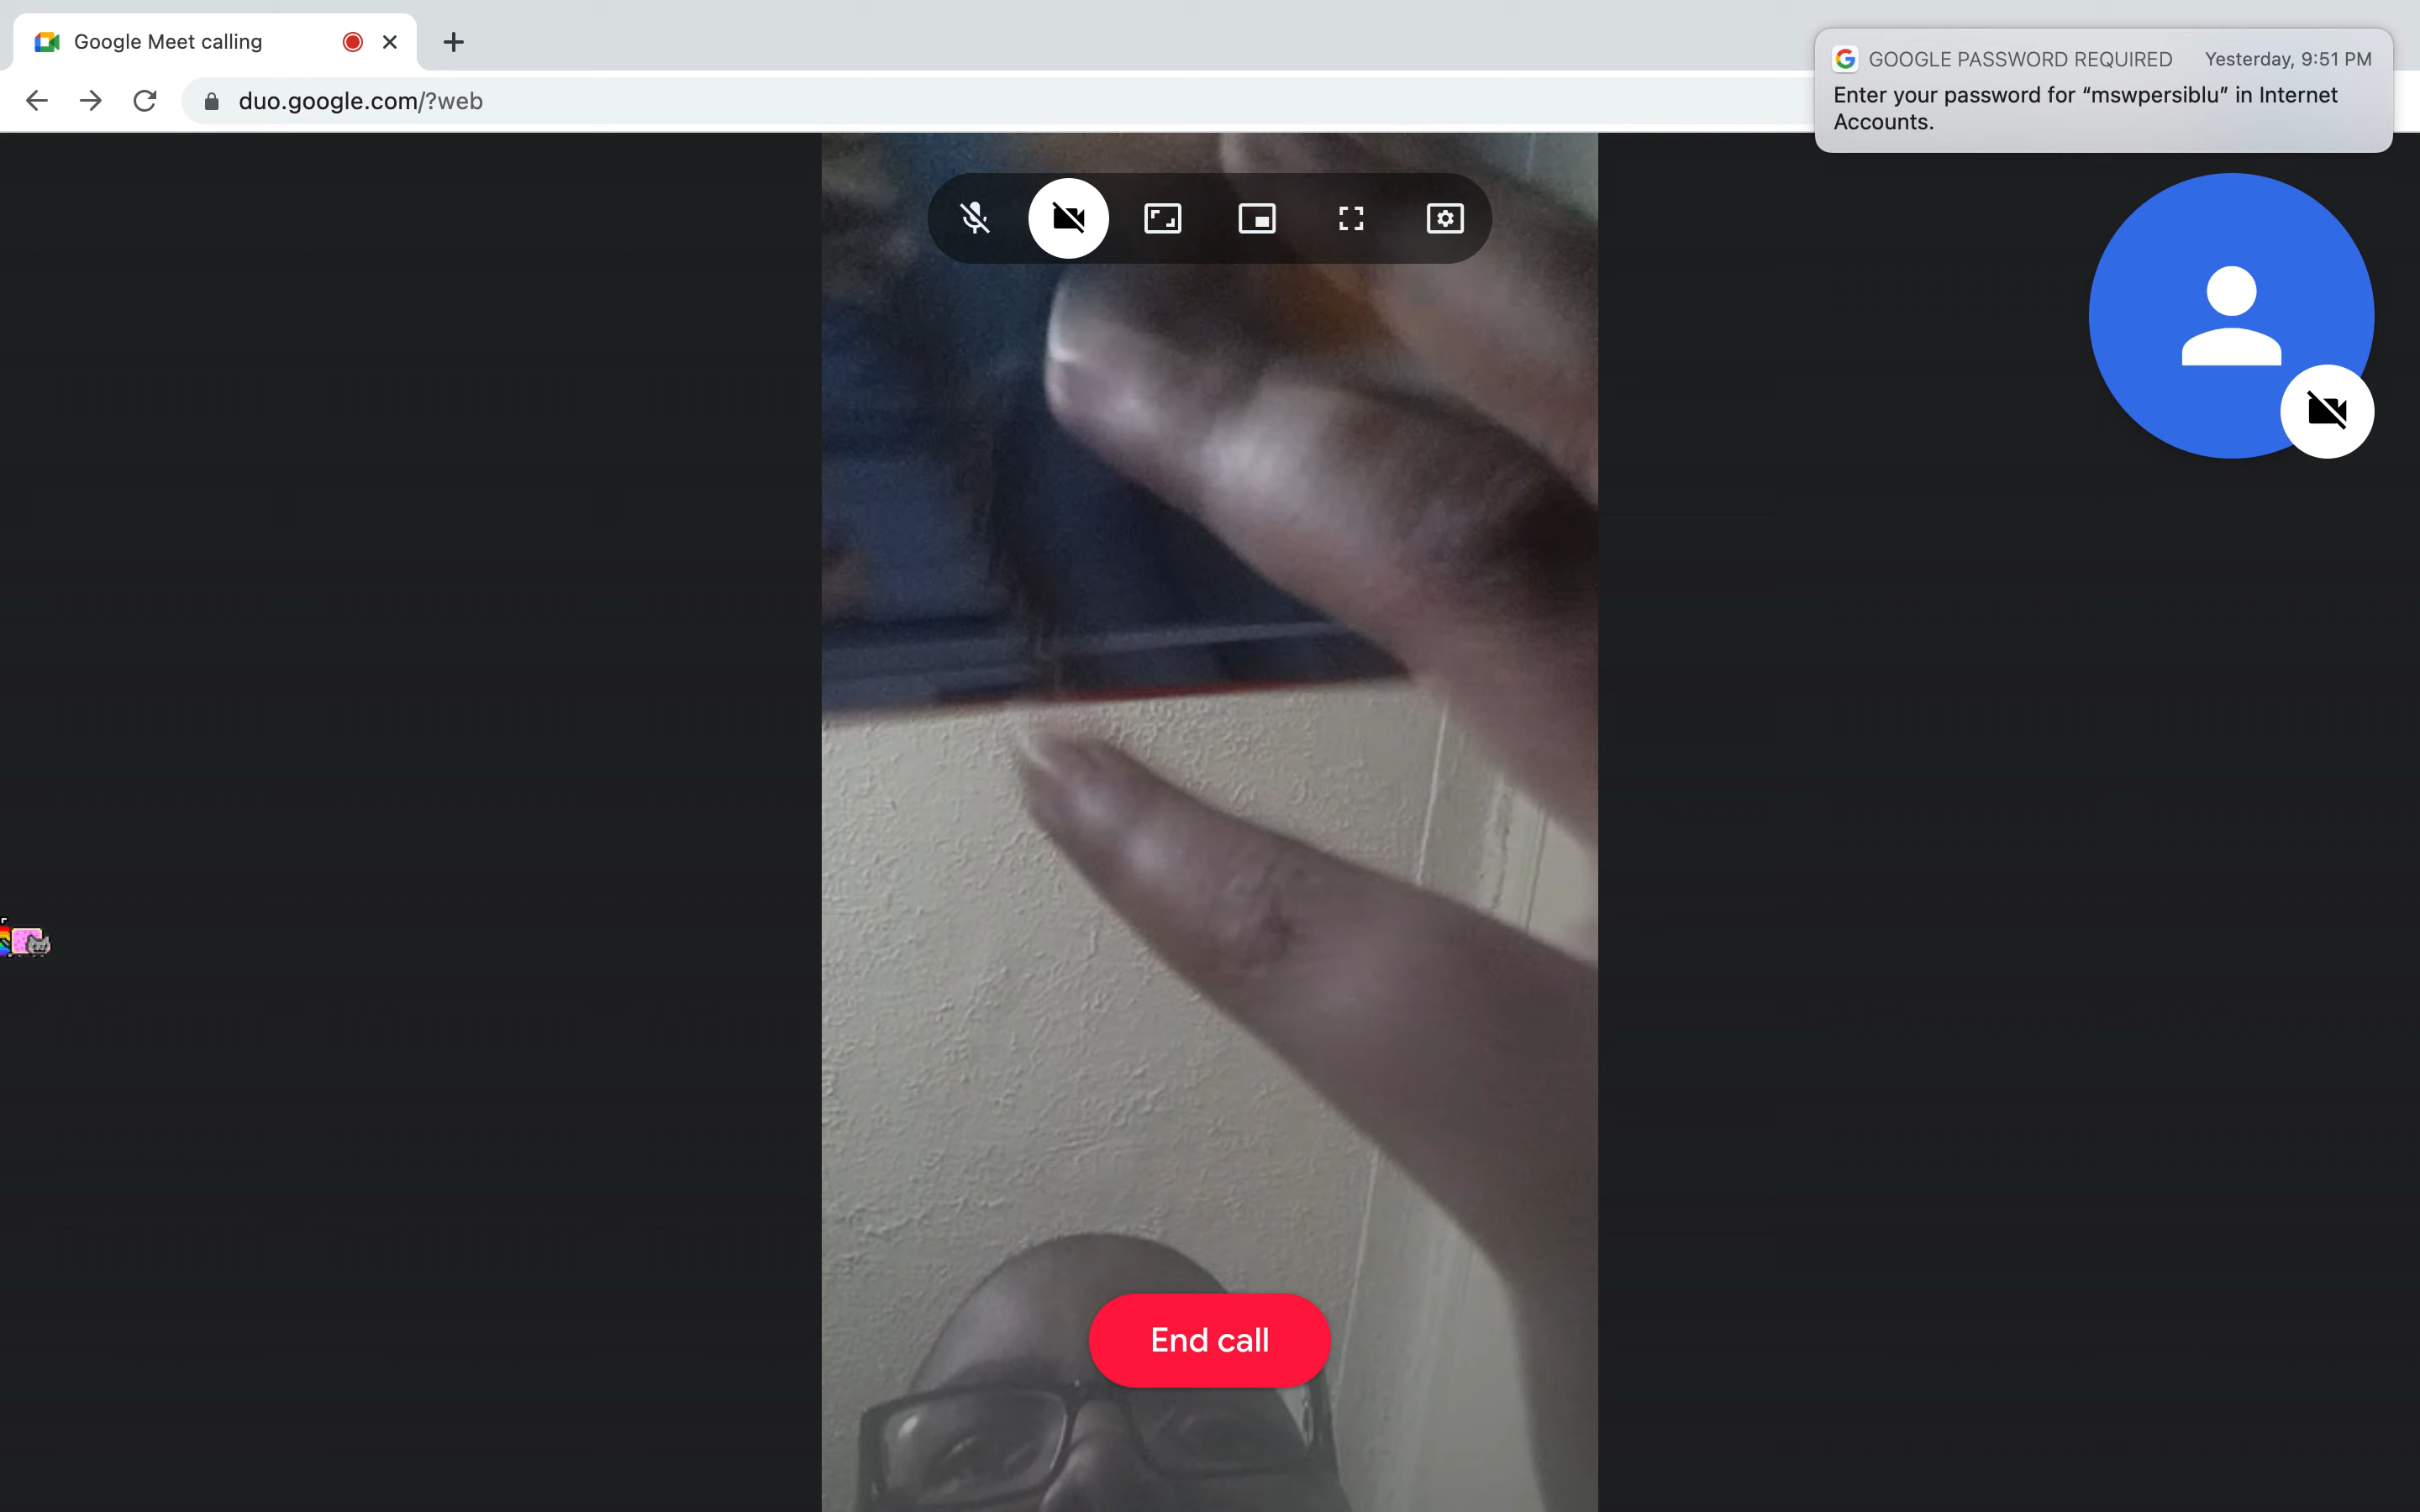 Google Meet calling
GOOGLE PASSWORD REQUIRED Yesterday, 9:51 PM
Enter your password for “mswpersiblu” in Internet
Accounts.
duo.google.com/?web
End call